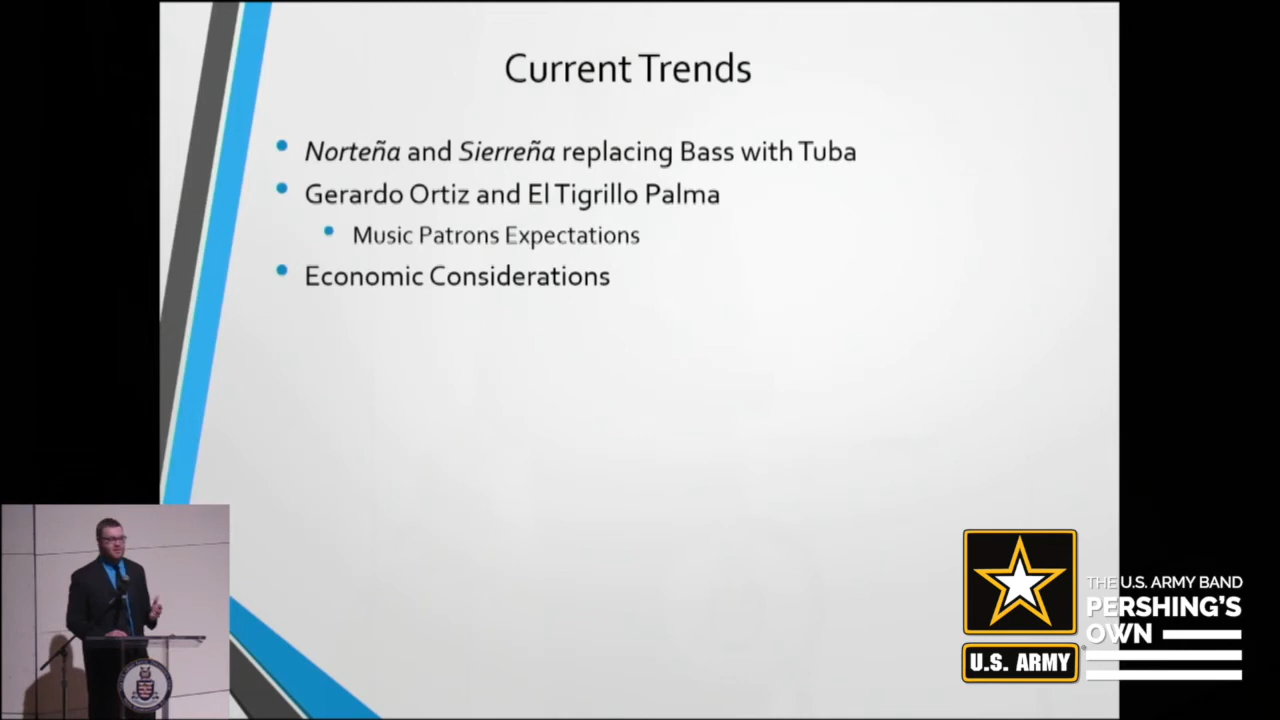 Current Trends
Norteña and Sierreña replacing Bass with Tuba
Gerardo Ortiz and El Tigrillo Palma
Music Patrons Expectations
Economic Considerations
THE U.S. ARMY BAND
PERSHING'S
OWN
U.S. ARMY